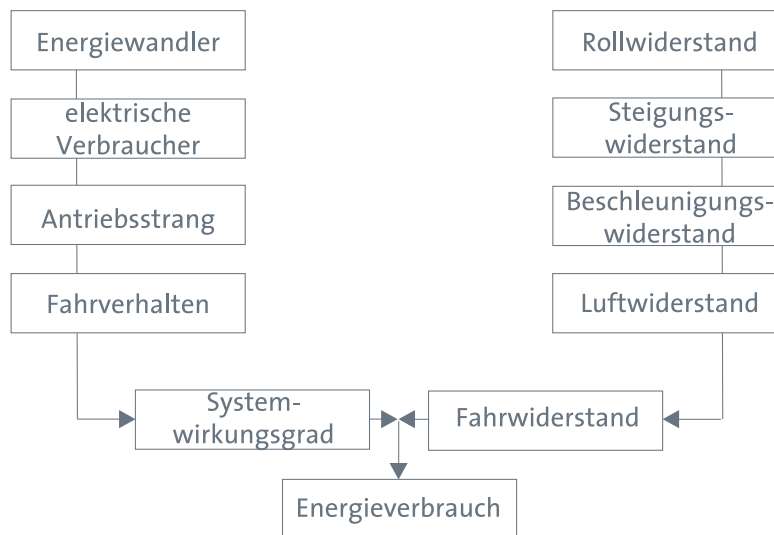 Energiewandler
elektrische
Verbraucher
Antriebsstrang
Fahrverhalten
Rollwiderstand
Steigungs-
widerstand
Beschleunigungs-
widerstand
Luftwiderstand
System-
wirkungsgrad
Fahrwiderstand
Energieverbrauch